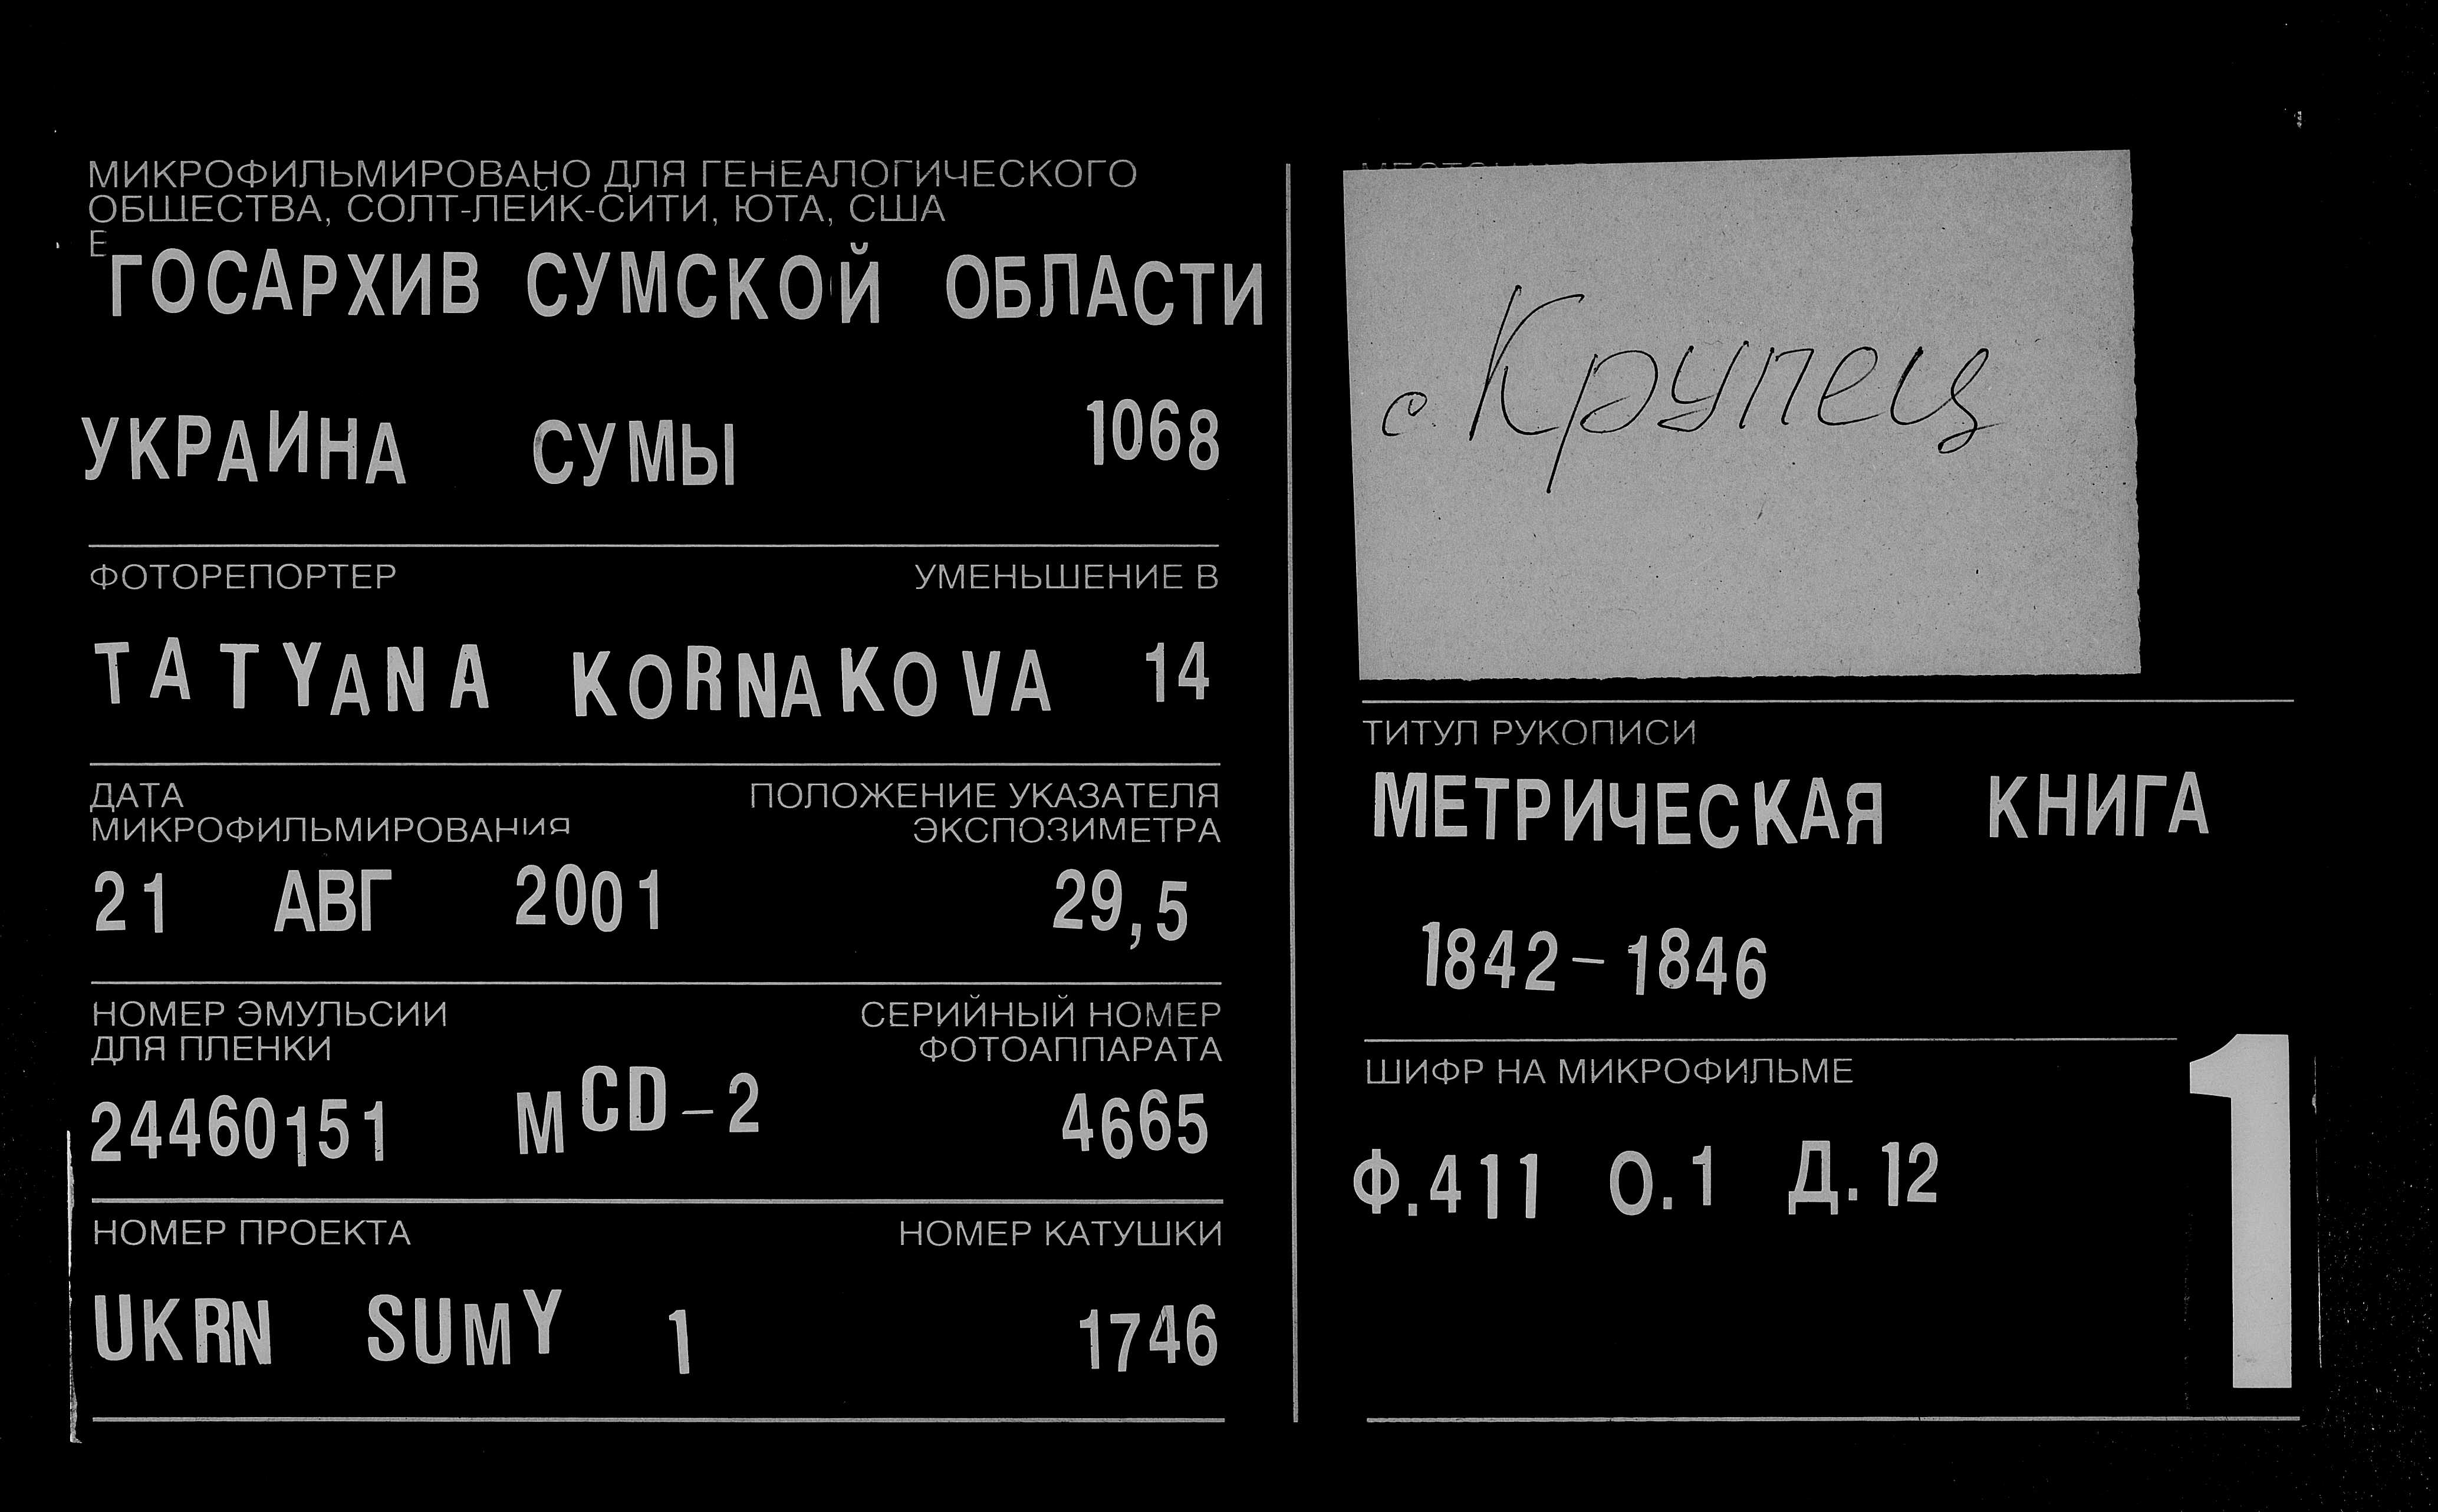 МИКРОФИЛЬМИРОВАНО ДЛЯ ГЕНЕАЛОГИЧЕСКОГО
ОБЩЕСТВА, СОЛТ-ЛЕЙК-СИТИ, ЮТА, США
Е
ГОСАРХИВ СУМСКОЙ ОБЛАСТИ
УКРАИНА СУМЫ 1068
ФОТОРЕПОРТЕР УМЕНЬШЕНИЕ В
TATYANA KORNAKOVA 14
ДАТА ПОЛОЖЕНИЕ УКАЗАТЕЛЯ
МИКРОФИЛЬМИРОВАНИЯ ЭКСПОЗИМЕТРА
21 АВГ 2001 29,5
НОМЕР ЭМУЛЬСИИ СЕРИЙНЫЙ НОМЕР
ДЛЯ ПЛЕНКИ ФОТОАППАРАТА
24460151 MCD-2 4665
НОМЕР ПРОЕКТА НОМЕР КАТУШКИ
UKRN SUMY 1 1746
с. Крупец
ТИТУЛ РУКОПИСИ
МЕТРИЧЕСКАЯ КНИГА
1842-1846
ШИФР НА МИКРОФИЛЬМЕ
Ф.411 О.1 Д.12
1